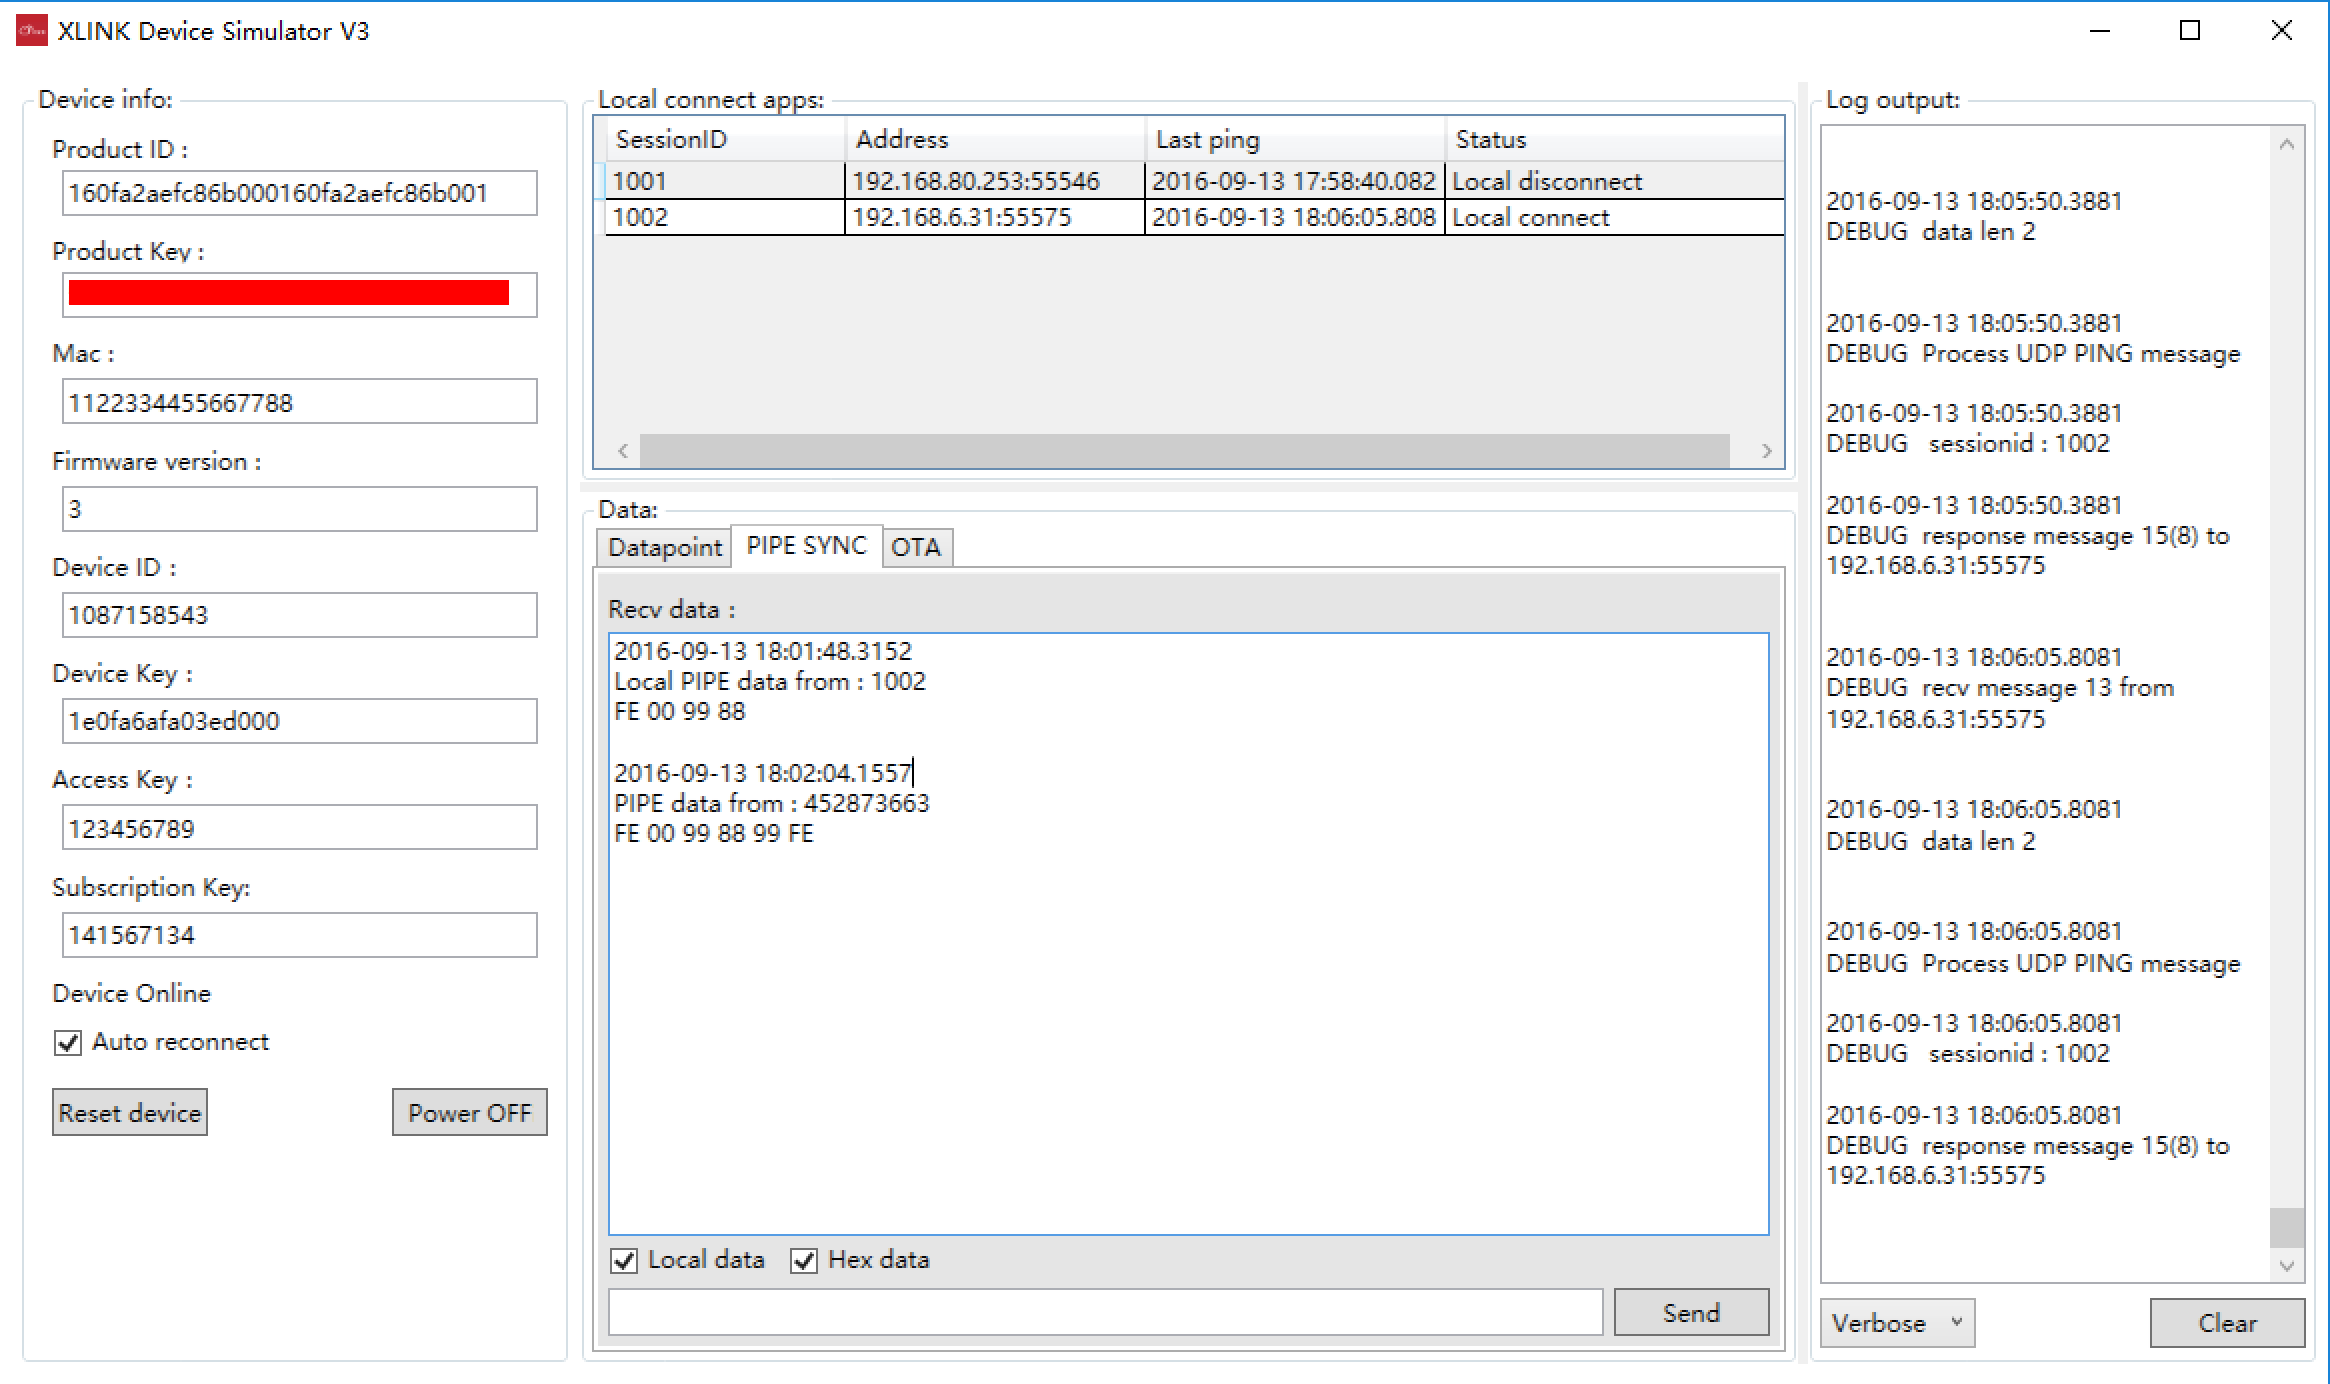 XLINK Device Simulator V3
Device info:
Product ID :
160fa2aefc86b000160fa2aefc86b001
Product Key :
Mac :
1122334455667788
Firmware version :
3
Device ID :
1087158543
Device Key :
1e0fa6afa03ed000
Access Key :
123456789
Subscription Key:
141567134
Device Online
Auto reconnect
Reset device
Power OFF
Local connect apps:
SessionID Address Last ping Status
1001 192.168.80.253:55546 2016-09-13 17:58:40.082 Local disconnect
1002 192.168.6.31:55575 2016-09-13 18:06:05.808 Local connect
Data:
Datapoint PIPE SYNC OTA
Recv data :
2016-09-13 18:01:48.3152
Local PIPE data from : 1002
FE 00 99 88
2016-09-13 18:02:04.1557
PIPE data from : 452873663
FE 00 99 88 99 FE
Local data Hex data
Send
Log output:
2016-09-13 18:05:50.3881
DEBUG data len 2
2016-09-13 18:05:50.3881
DEBUG Process UDP PING message
2016-09-13 18:05:50.3881
DEBUG sessionid : 1002
2016-09-13 18:05:50.3881
DEBUG response message 15(8) to
192.168.6.31:55575
2016-09-13 18:06:05.8081
DEBUG recv message 13 from
192.168.6.31:55575
2016-09-13 18:06:05.8081
DEBUG data len 2
2016-09-13 18:06:05.8081
DEBUG Process UDP PING message
2016-09-13 18:06:05.8081
DEBUG sessionid : 1002
2016-09-13 18:06:05.8081
DEBUG response message 15(8) to
192.168.6.31:55575
Verbose
Clear